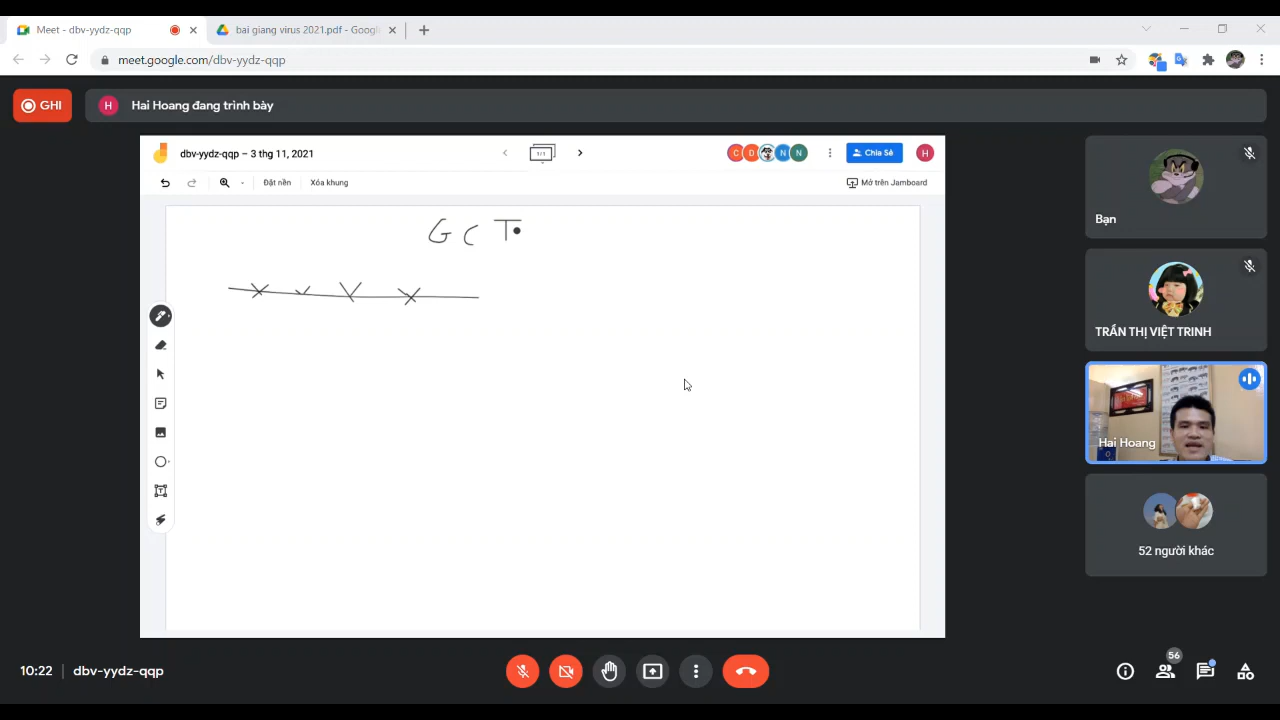 Meet - dbv-yydz-qqp
bai giang virus 2021.pdf - Google
meet.google.com/dbv-yydz-qqp
GHI
H Hai Hoang đang trình bày
dbv-yydz-qqp – 3 thg 11, 2021
1/1
C D N N
Chia Sẻ
H
Đặt nền
Xóa khung
Mở trên Jamboard
G C T
Bạn
TRẦN THỊ VIỆT TRINH
Hai Hoang
52 người khác
10:22 | dbv-yydz-qqp
56